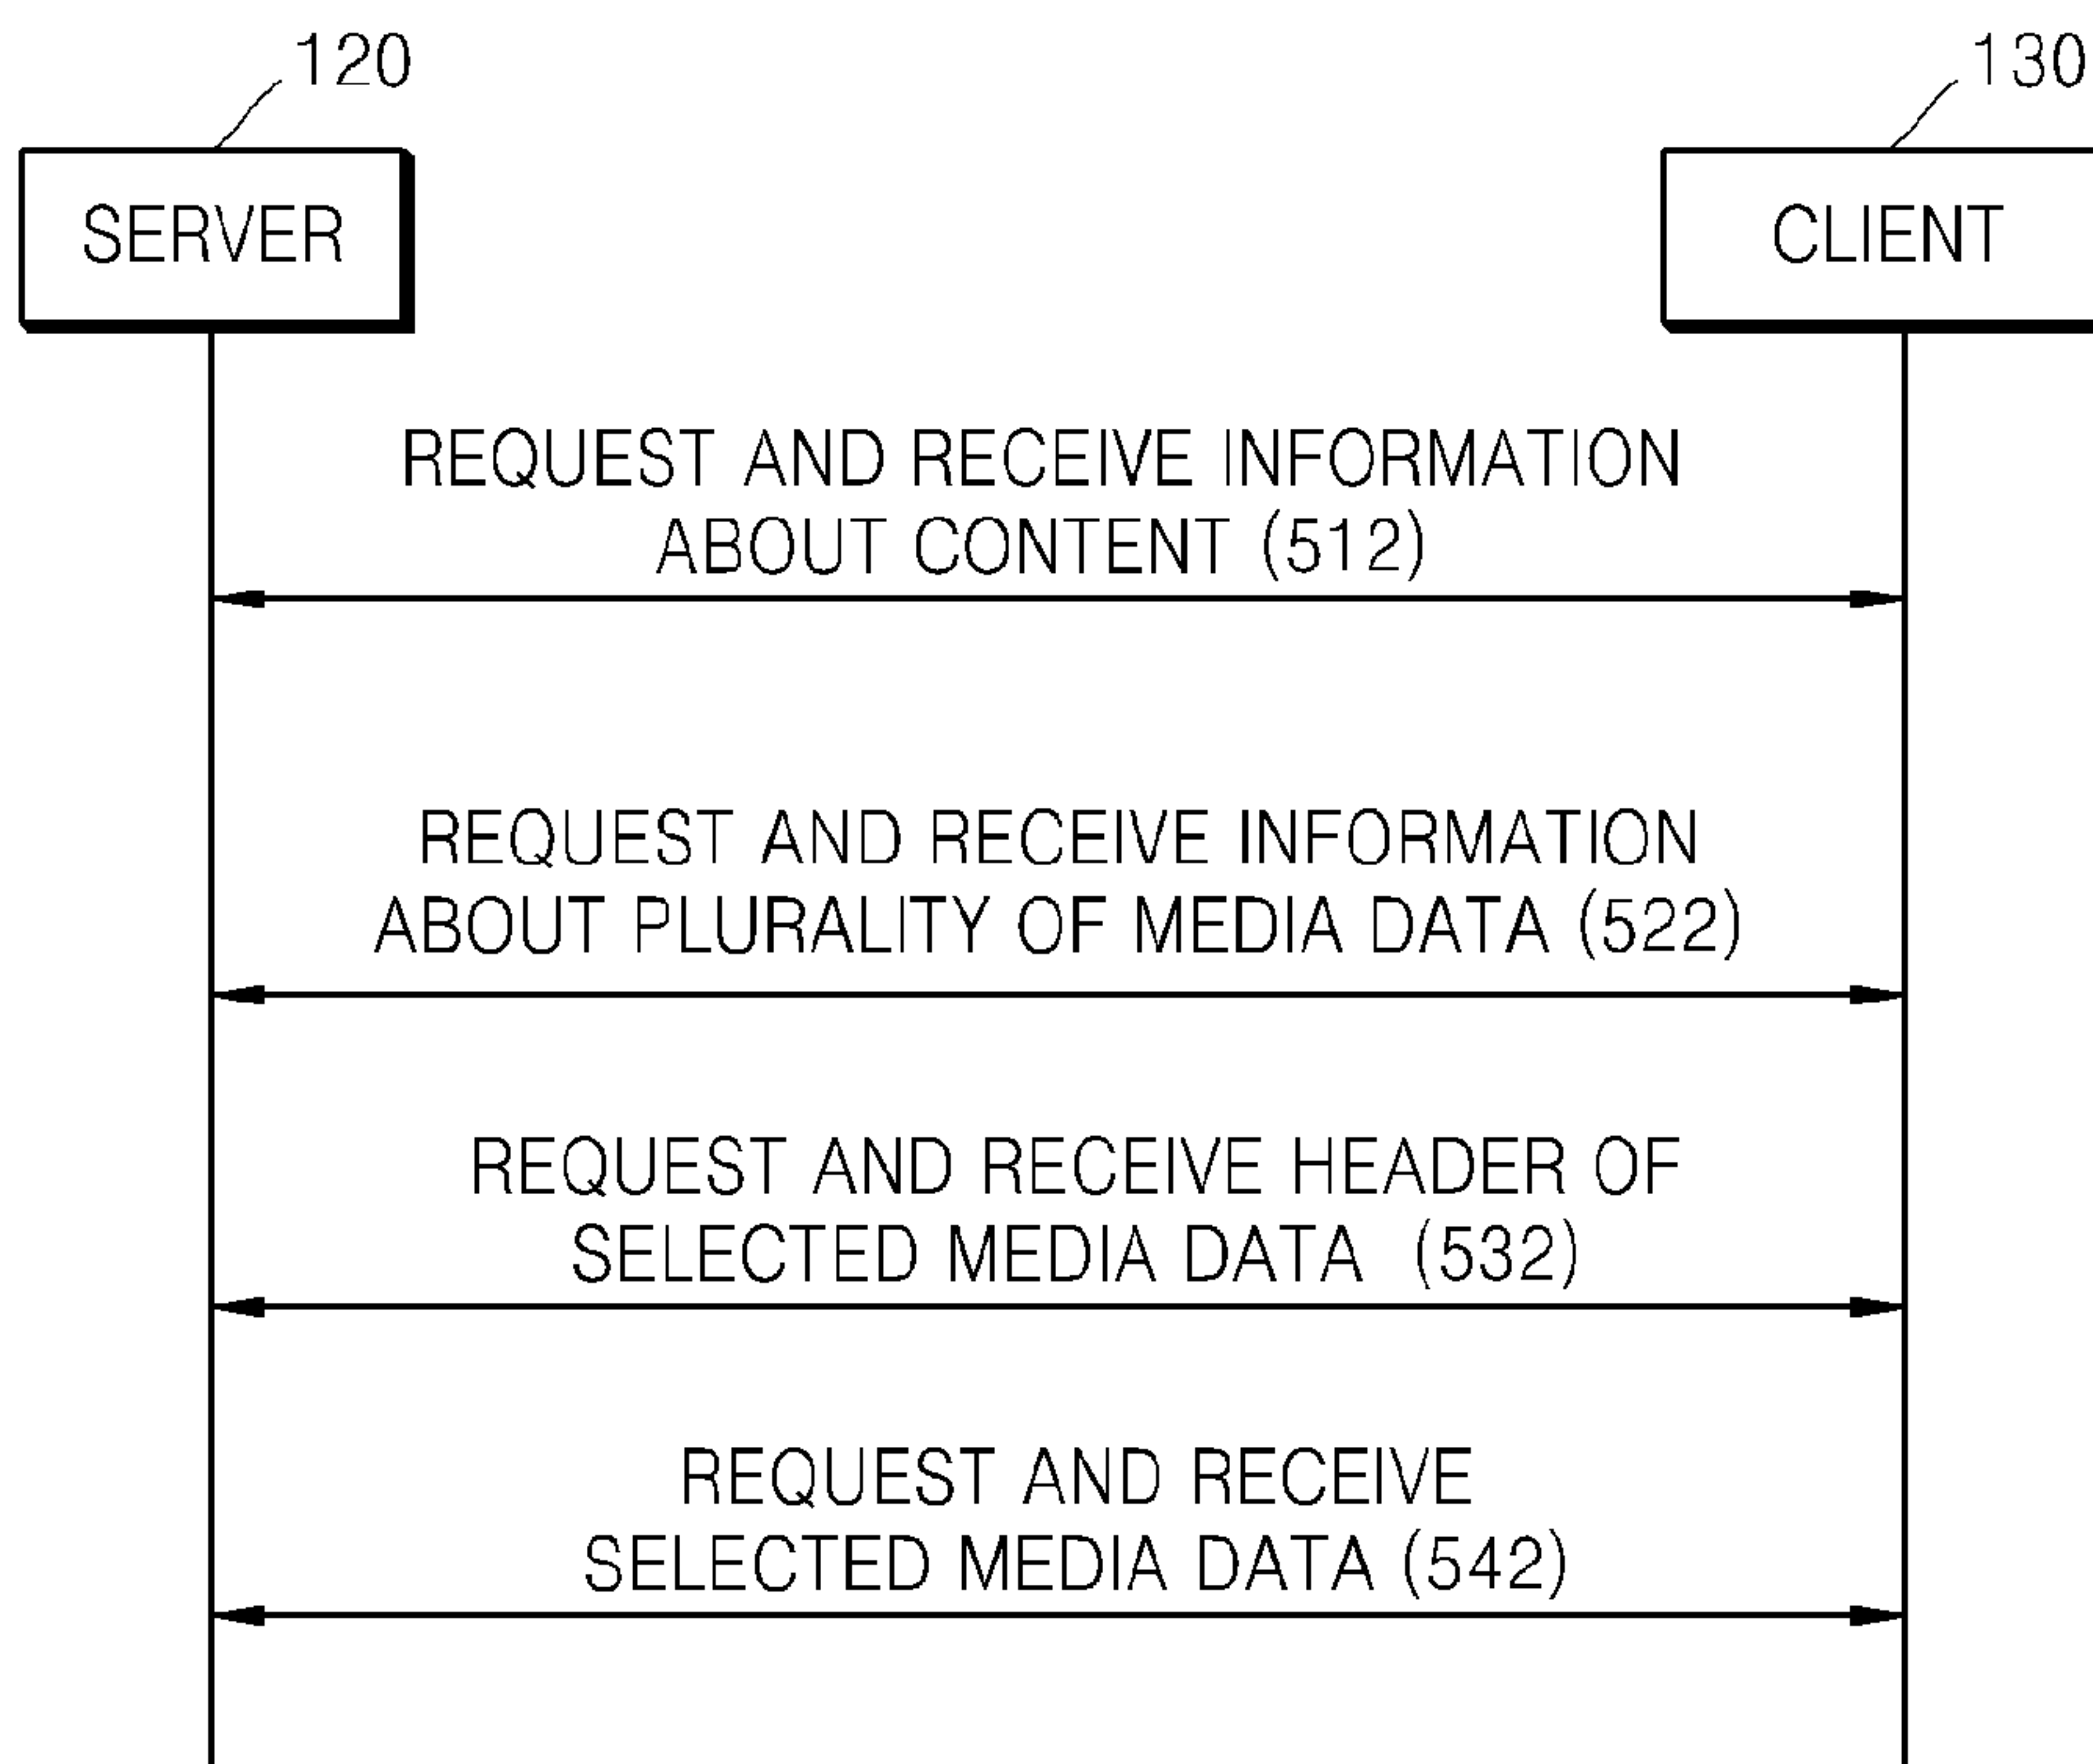 120
130
SERVER
CLIENT
REQUEST AND RECEIVE INFORMATION
ABOUT CONTENT (512)
REQUEST AND RECEIVE INFORMATION
ABOUT PLURALITY OF MEDIA DATA (522)
REQUEST AND RECEIVE HEADER OF
SELECTED MEDIA DATA (532)
REQUEST AND RECEIVE
SELECTED MEDIA DATA (542)